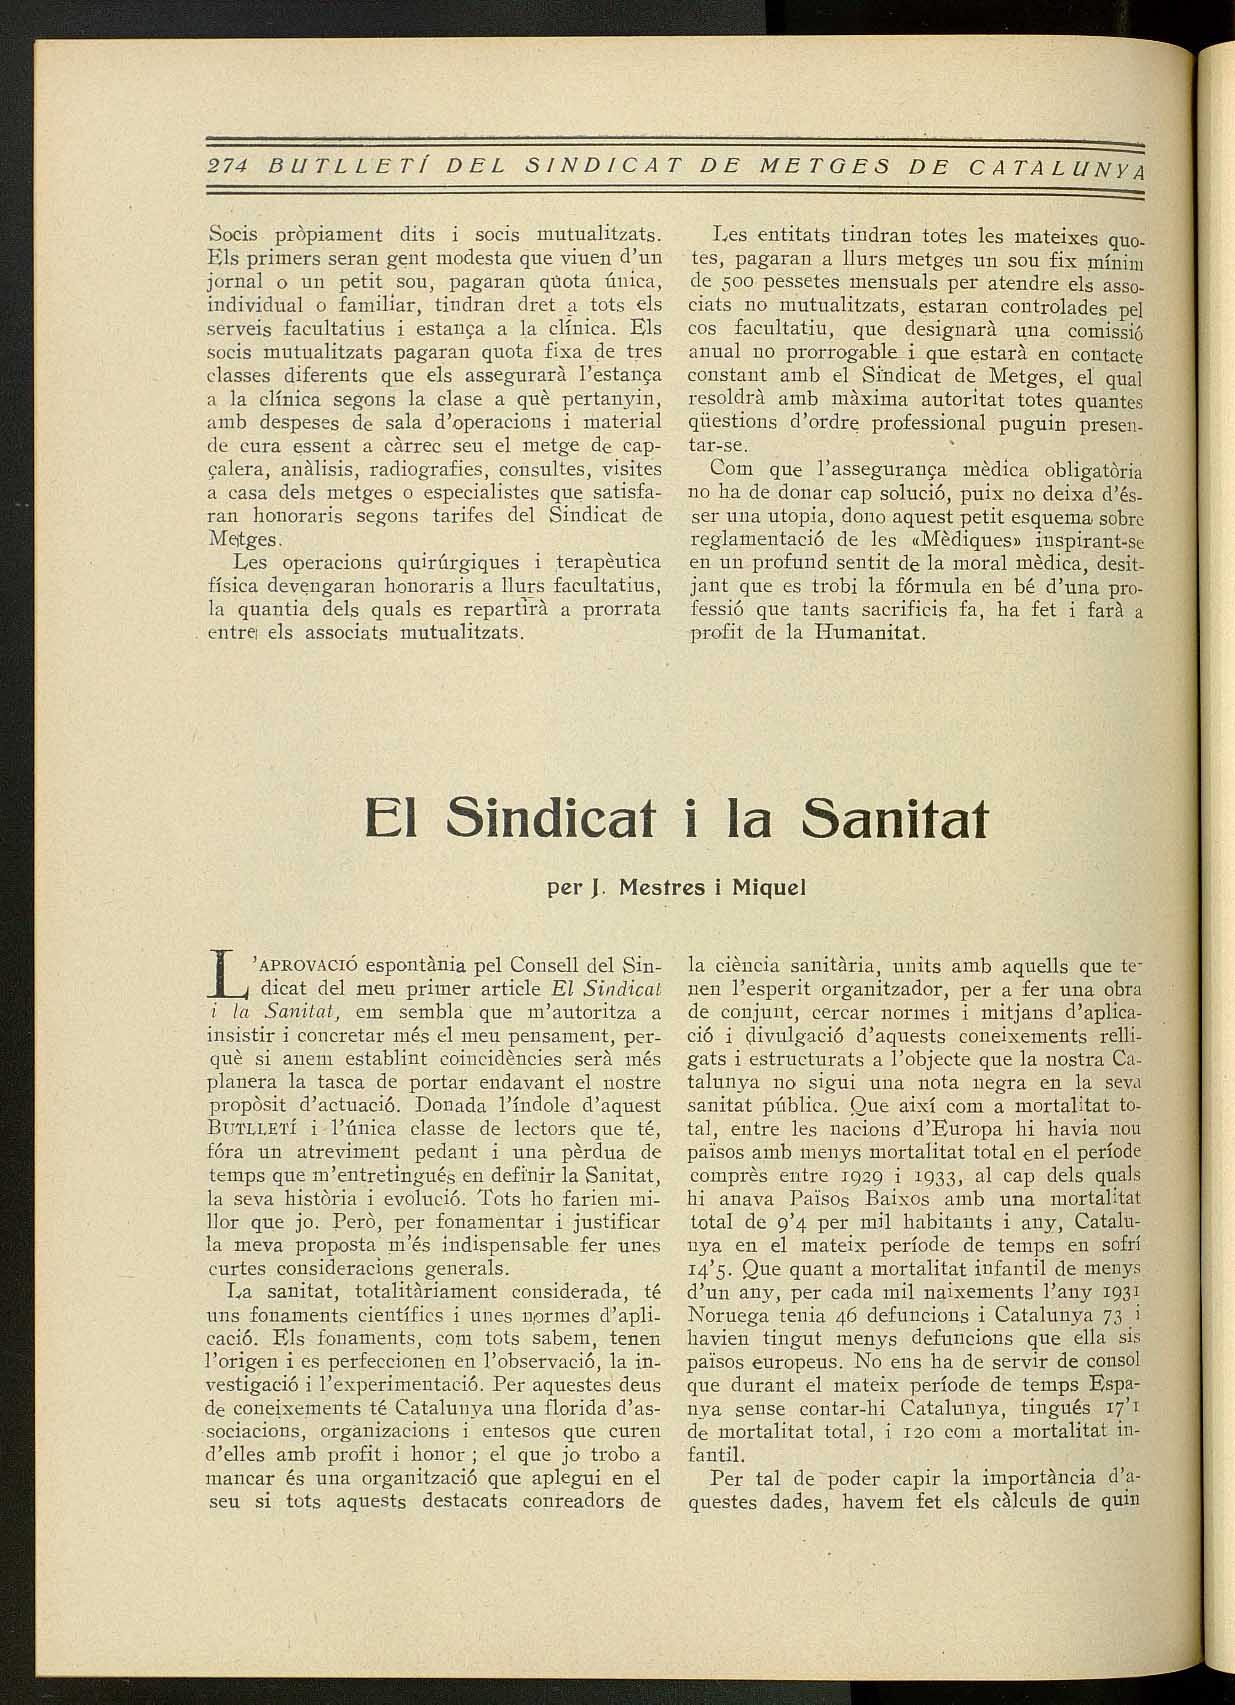 274 BUTLLETÍ DEL SINDICAT DE METGES DE CATALUNYA
Socis pròpiament dits i socis mutualitzats.
Els primers seran gent modesta que viuen d'un
jornal o un petit sou, pagaran quota única,
individual o familiar, tindran dret a tots els
serveis facultatius i estança a la clínica. Els
socis mutualitzats pagaran quota fixa de tres
classes diferents que els assegurarà l'estança
a la clínica segons la clase a què pertanyin,
amb despeses de sala d'operacions i material
de cura essent a càrrec seu el metge de cap-
çalera, anàlisis, radiografies, consultes, visites
a casa dels metges o especialistes que satisfa-
ran honoraris segons tarifes del Sindicat de
Metges.
Les operacions quirúrgiques i terapèutica
física devengaran honoraris a llurs facultatius,
la quantia dels quals es repartirà a prorrata
entre els associats mutualitzats.
Les entitats tindran totes les mateixes quo-
tes, pagaran a llurs metges un sou fix mínim
de 500 pessetes mensuals per atendre els asso-
ciats no mutualitzats, estaran controlades pel
cos facultatiu, que designarà una comissió
anual no prorrogable i que estarà en contacte
constant amb el Sindicat de Metges, el qual
resoldrà amb màxima autoritat totes quantes
qüestions d'ordre professional puguin presen-
tar-se.
Com que l'assegurança mèdica obligatòria
no ha de donar cap solució, puix no deixa d'és-
ser una utopia, dono aquest petit esquema sobre
reglamentació de les «Mèdiques» inspirant-se
en un profund sentit de la moral mèdica, desit-
jant que es trobi la fórmula en bé d'una pro-
fessió que tants sacrificis fa, ha fet i farà a
profit de la Humanitat.
El Sindicat i la Sanitat
per J. Mestres i Miquel
L'APROVACIÓ espontània pel Consell del Sin-
dicat del meu primer article El Sindicat
i la Sanitat, em sembla que m'autoritza a
insistir i concretar més el meu pensament, per-
què si anem establint coincidències serà més
planera la tasca de portar endavant el nostre
propòsit d'actuació. Donada l'índole d'aquest
BUTLLETÍ i l'única classe de lectors que té,
fóra un atreviment pedant i una pèrdua de
temps que m'entretingués en definir la Sanitat,
la seva història i evolució. Tots ho farien mi-
llor que jo. Però, per fonamentar i justificar
la meva proposta m'és indispensable fer unes
curtes consideracions generals.
La sanitat, totalitàriament considerada, té
uns fonaments científics i unes normes d'apli-
cació. Els fonaments, com tots sabem, tenen
l'origen i es perfeccionen en l'observació, la in-
vestigació i l'experimentació. Per aquestes deus
de coneixements té Catalunya una florida d'as-
sociacions, organizacions i entesos que curen
d'elles amb profit i honor; el que jo trobo a
mancar és una organització que aplegui en el
seu si tots aquests destacats conreadors de
la ciència sanitària, units amb aquells que te-
nen l'esperit organitzador, per a fer una obra
de conjunt, cercar normes i mitjans d'aplica-
ció i divulgació d'aquests coneixements relli-
gats i estructurats a l'objecte que la nostra Ca-
talunya no sigui una nota negra en la seva
sanitat pública. Que així com a mortalitat to-
tal, entre les nacions d'Europa hi havia nou
països amb menys mortalitat total en el període
comprès entre 1929 i 1933, al cap dels quals
hi anava Països Baixos amb una mortalitat
total de 9'4 per mil habitants i any, Catalu-
nya en el mateix període de temps en sofrí
14'5. Que quant a mortalitat infantil de menys
d'un any, per cada mil naixements l'any 1931
Noruega tenia 46 defuncions i Catalunya 73 i
havien tingut menys defuncions que ella sis
països europeus. No ens ha de servir de consol
que durant el mateix període de temps Espa-
nya sense contar-hi Catalunya, tingués 17'1
de mortalitat total, i 120 com a mortalitat in-
fantil.
Per tal de poder capir la importància d'a-
questes dades, havem fet els càlculs de quin